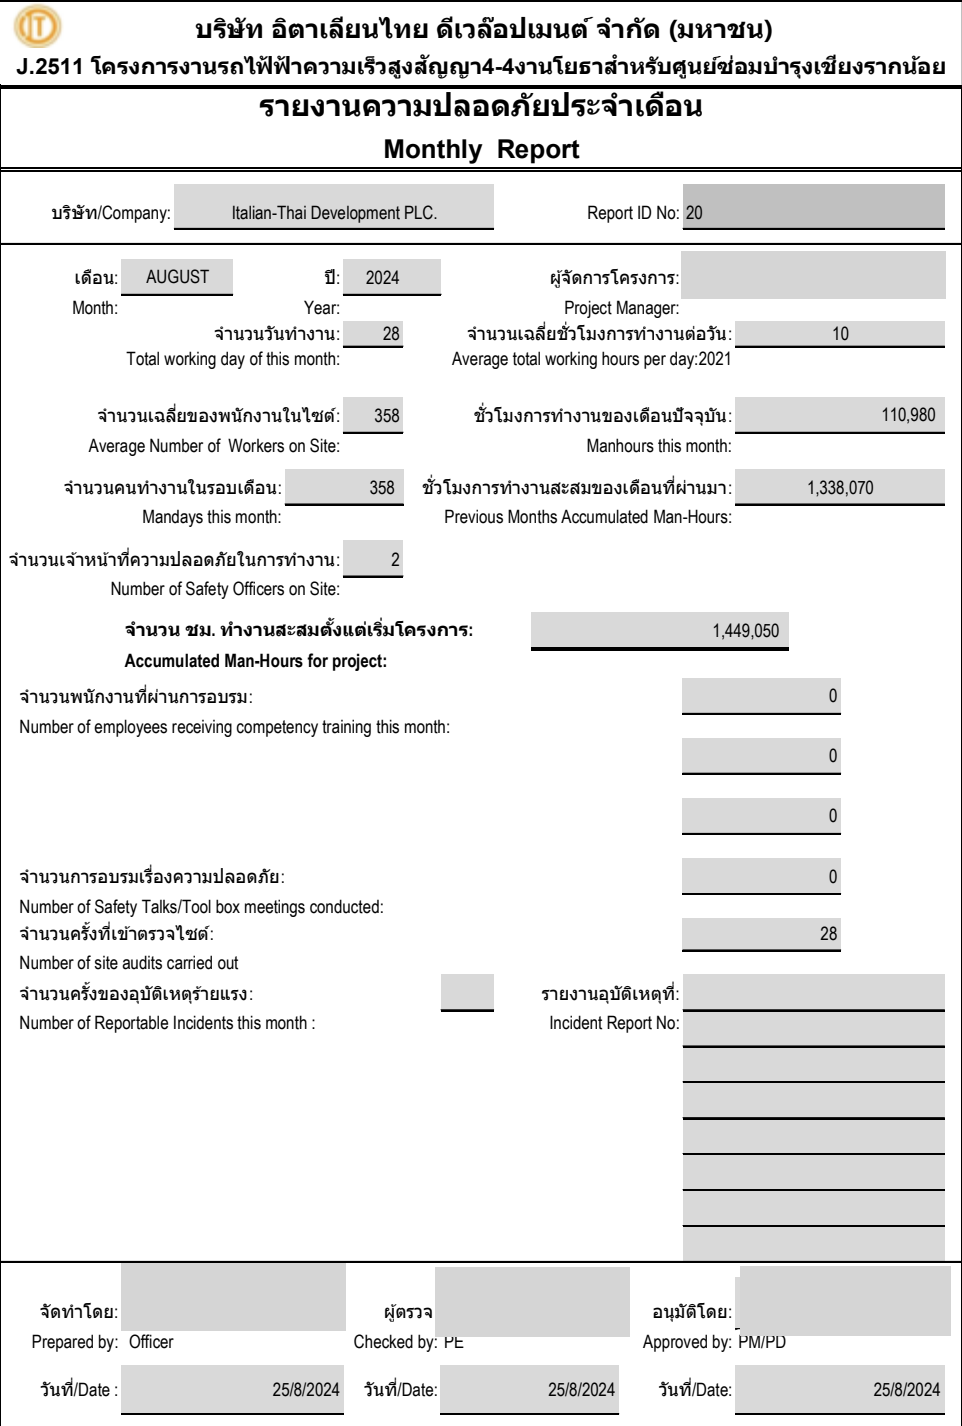 บริษัท อิตาเลียนไทย ดีเวล๊อปเมนต์ จำกัด (มหาชน)
J.2511 โครงการงานรถไฟ้ฟ้าความเร็วสูงสัญญา4-4งานโยธาสำหรับศูนย์ซ่อมบำรุงเชียงรากน้อย
รายงานความปลอดภัยประจำเดือน
Monthly Report
บริษัท/Company: Italian-Thai Development PLC. Report ID No: 20
เดือน: AUGUST ปี: 2024 ผู้จัดการโครงการ:
Month: Year: Project Manager:
จำนวนวันทำงาน: 28 จำนวนเฉลี่ยชั่วโมงการทำงานต่อวัน: 10
Total working day of this month: Average total working hours per day:2021
จำนวนเฉลี่ยของพนักงานในไซต์: 358 ชั่วโมงการทำงานของเดือนปัจจุบัน: 110,980
Average Number of Workers on Site: Manhours this month:
จำนวนคนทำงานในรอบเดือน: 358 ชั่วโมงการทำงานสะสมของเดือนที่ผ่านมา: 1,338,070
Mandays this month: Previous Months Accumulated Man-Hours:
จำนวนเจ้าหน้าที่ความปลอดภัยในการทำงาน: 2
Number of Safety Officers on Site:
จำนวน ชม. ทำงานสะสมตั้งแต่เริ่มโครงการ: 1,449,050
Accumulated Man-Hours for project:
จำนวนพนักงานที่ผ่านการอบรม: 0
Number of employees receiving competency training this month:
0
0
จำนวนการอบรมเรื่องความปลอดภัย: 0
Number of Safety Talks/Tool box meetings conducted:
จำนวนครั้งที่เข้าตรวจไซต์: 28
Number of site audits carried out
จำนวนครั้งของอุบัติเหตุร้ายแรง: รายงานอุบัติเหตุที่:
Number of Reportable Incidents this month : Incident Report No:
จัดทำโดย: ผู้ตรวจ อนุมัติโดย:
Prepared by: Officer Checked by: PE Approved by: PM/PD
วันที่/Date : 25/8/2024 วันที่/Date: 25/8/2024 วันที่/Date: 25/8/2024